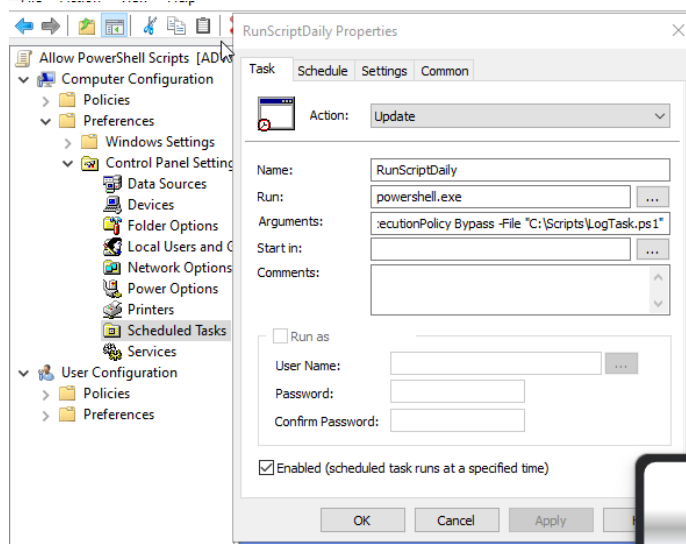 RunScriptDaily Properties
Allow PowerShell Scripts
Computer Configuration
Policies
Preferences
Windows Settings
Control Panel Setting
Data Sources
Devices
Folder Options
Local Users and
Network Options
Power Options
Printers
Scheduled Tasks
Services
User Configuration
Policies
Preferences
Task Schedule Settings Common
Action: Update
Name: RunScriptDaily
Run: powershell.exe ...
Arguments: :ecutionPolicy Bypass -File "C:\Scripts\LogTask.ps1"
Start in: ...
Comments:
Run as
User Name: ...
Password:
Confirm Password:
Enabled (scheduled task runs at a specified time)
OK Cancel Apply